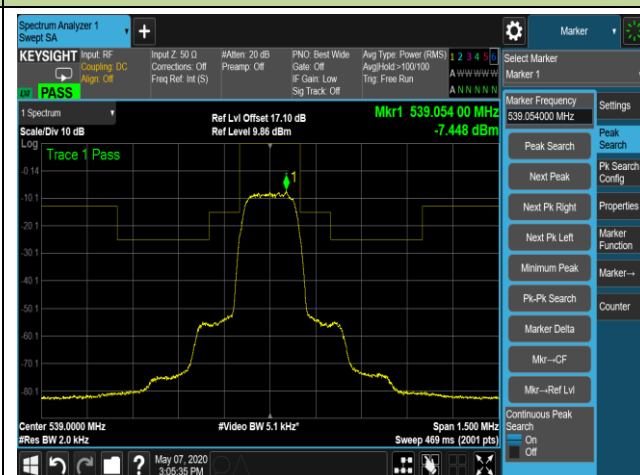 Spectrum Analyzer 1
Swept SA
Marker
KEYSIGHT
Input: RF
Coupling: DC
Align: Off
Input Z: 50 Ω
Corrections: Off
Freq Ref: Int (S)
#Atten: 20 dB
Preamp: Off
PNO: Best Wide
Gate: Off
IF Gain: Low
Sig Track: Off
Avg Type: Power (RMS)
Avg|Hold:>100/100
Trig: Free Run
1 2 3 4 5 6
A W W W W W
A N N N N N
PASS
Select Marker
Marker 1
1 Spectrum
Scale/Div 10 dB
Log
Ref Lvl Offset 17.10 dB
Ref Level 9.86 dBm
Mkr1 539.054 00 MHz
-7.448 dBm
Trace 1 Pass
1
-0.14
-10.1
-20.1
-30.1
-40.1
-50.1
-60.1
-70.1
-80.1
Center 539.0000 MHz
#Res BW 2.0 kHz
#Video BW 5.1 kHz*
Span 1.500 MHz
Sweep 469 ms (2001 pts)
Marker Frequency
539.054000 MHz
Peak Search
Next Peak
Next Pk Right
Next Pk Left
Minimum Peak
Pk-Pk Search
Marker Delta
Mkr→CF
Mkr→Ref Lvl
Continuous Peak
Search
On
Off
Settings
Peak
Search
Pk Search
Config
Properties
Marker
Function
Marker→
Counter
?
May 07, 2020
3:05:35 PM